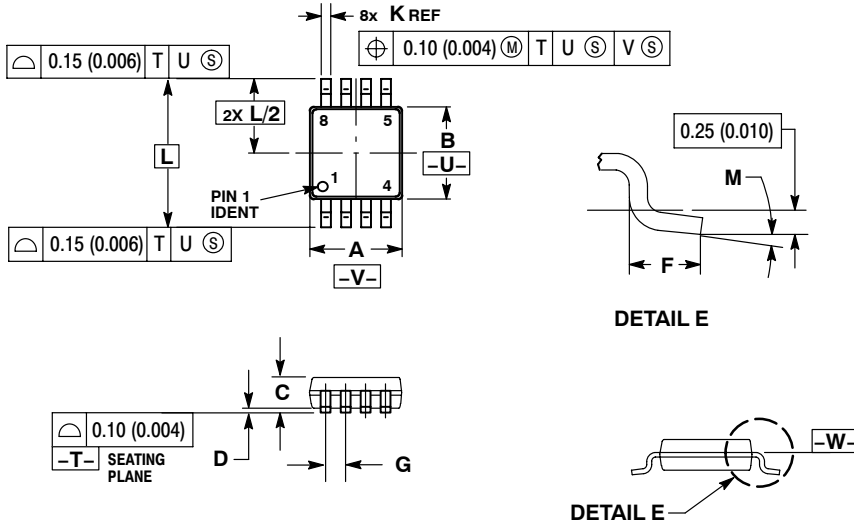 8x K REF
⌖ 0.10 (0.004) Ⓜ T U Ⓢ V Ⓢ
⌓ 0.15 (0.006) T U Ⓢ
2X L/2
8 5
B
-U-
L
PIN 1
IDENT
1 4
⌓ 0.15 (0.006) T U Ⓢ
A
-V-
0.25 (0.010)
M
F
DETAIL E
C
⌓ 0.10 (0.004)
-T- SEATING
PLANE
D
G
-W-
DETAIL E